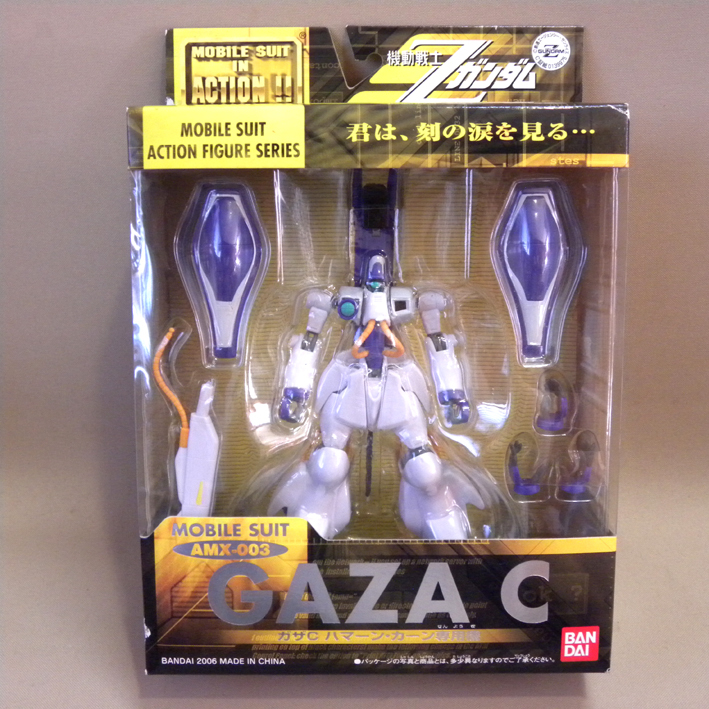 MOBILE SUIT
IN
ACTION !!
機動戦士
Zガンダム
Z
GUNDAM
MOBILE SUIT
ACTION FIGURE SERIES
君は、刻の涙を見る…
MOBILE SUIT
AMX-003
GAZA C
ガザC ハマーン・カーン専用機
BANDAI 2006 MADE IN CHINA
●パッケージの写真と商品とは、多少異なりますのでご了承ください。
BAN
DAI